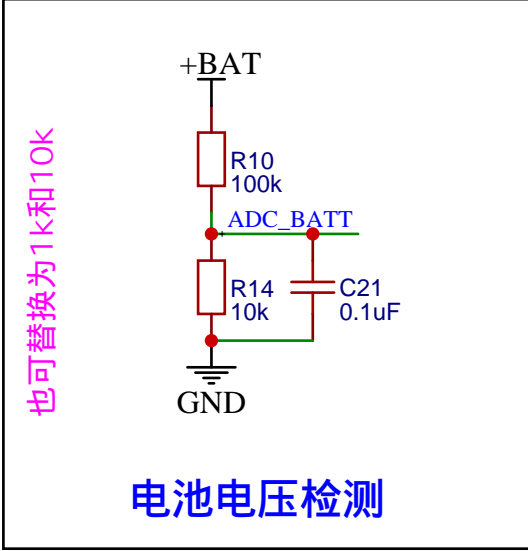 +BAT
R10
100k
ADC_BATT
R14
10k
C21
0.1uF
GND
也可替换为1k和10k
电池电压检测